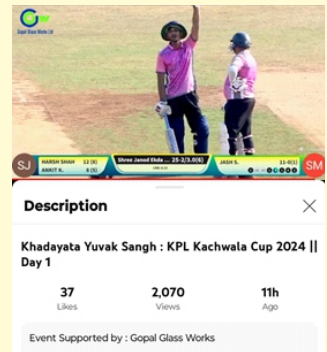 Gopal Glass Works Ltd
SJ
HARSH SHAH 12 (8)
ANKIT K. 8 (5)
Shree Janod Ekda ... 25-2/3.0(6)
JASH S. 11-0(1)
SM
Description
Khadayata Yuvak Sangh : KPL Kachwala Cup 2024 ||
Day 1
37 2,070 11h
Likes Views Ago
Event Supported by : Gopal Glass Works